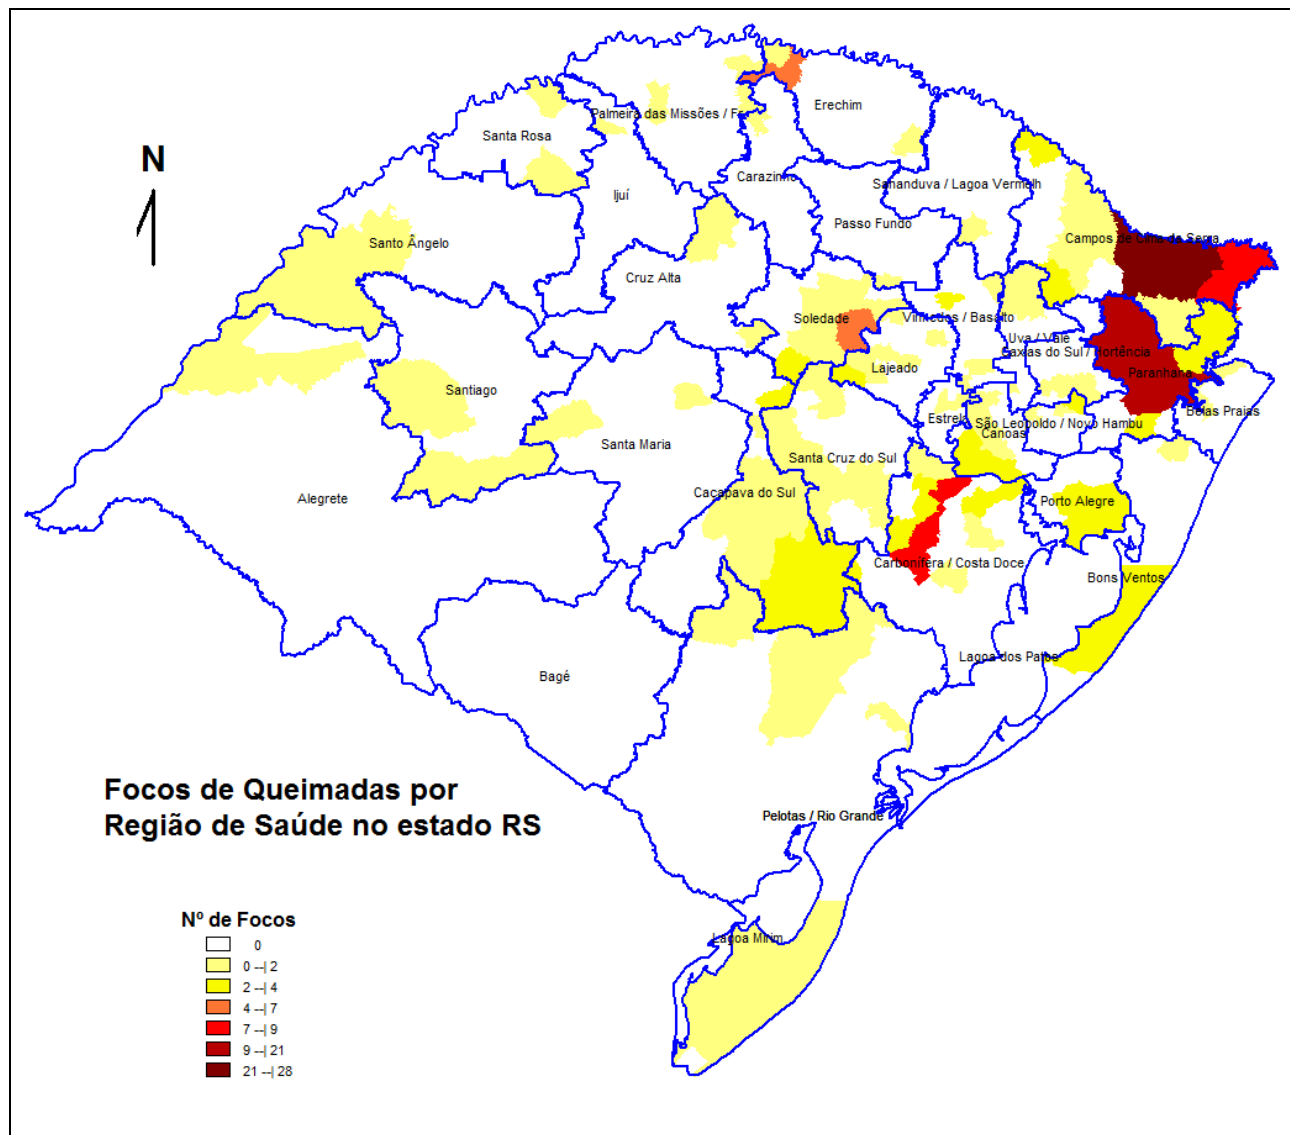 Erechim
Palmeira das Missões / Fr
Santa Rosa
N
Carazinho
Sananduva / Lagoa Vermelh
Ijuí
Passo Fundo
Santo Ângelo
Campos de Cima da Serra
Cruz Alta
Soledade
Vinhedos / Basalto
Uva / Vale
Caxias do Sul / Hortência
Lajeado
Paranhana
Santiago
Belas Praias
Estrela
São Leopoldo / Novo Hambu
Canoas
Santa Maria
Santa Cruz do Sul
Caçapava do Sul
Alegrete
Porto Alegre
Carbonífera / Costa Doce
Bons Ventos
Lagoa dos Patos
Bagé
Focos de Queimadas por
Região de Saúde no estado RS
Pelotas / Rio Grande
Lagoa Mirim
Nº de Focos
0
0 --| 2
2 --| 4
4 --| 7
7 --| 9
9 --| 21
21 --| 28